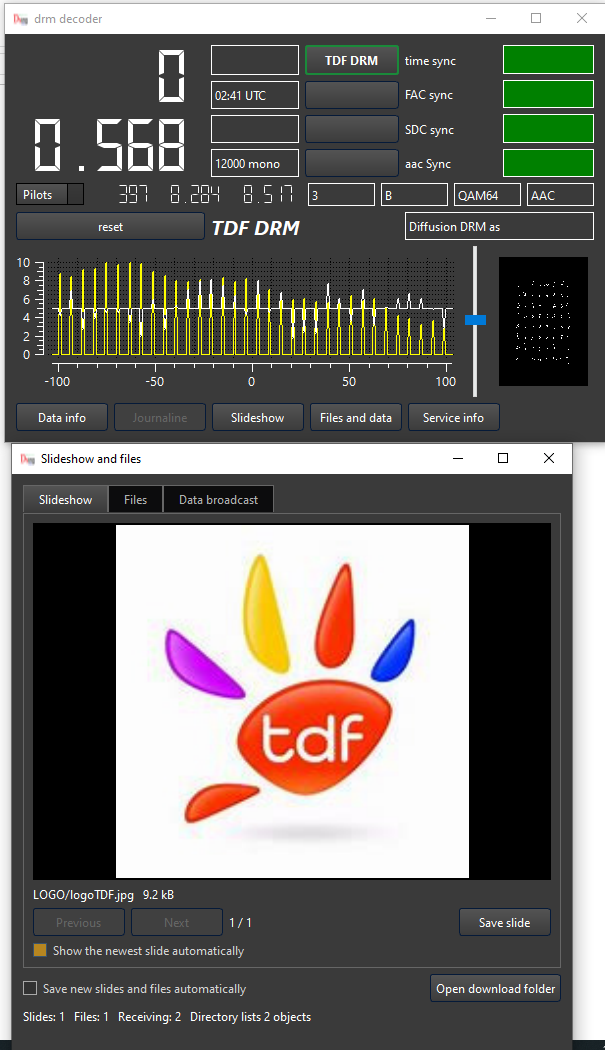 drm decoder
0
TDF DRM
time sync
02:41 UTC
FAC sync
0.568
SDC sync
12000 mono
aac Sync
Pilots
397
8.284
8.517
3
B
QAM64
AAC
reset
TDF DRM
Diffusion DRM as
10
8
6
4
2
0
-100
-50
0
50
100
Data info
Journaline
Slideshow
Files and data
Service info
Slideshow and files
Slideshow
Files
Data broadcast
tdf
LOGO/logoTDF.jpg 9.2 kB
Previous
Next
1 / 1
Save slide
Show the newest slide automatically
Save new slides and files automatically
Open download folder
Slides: 1 Files: 1 Receiving: 2 Directory lists 2 objects